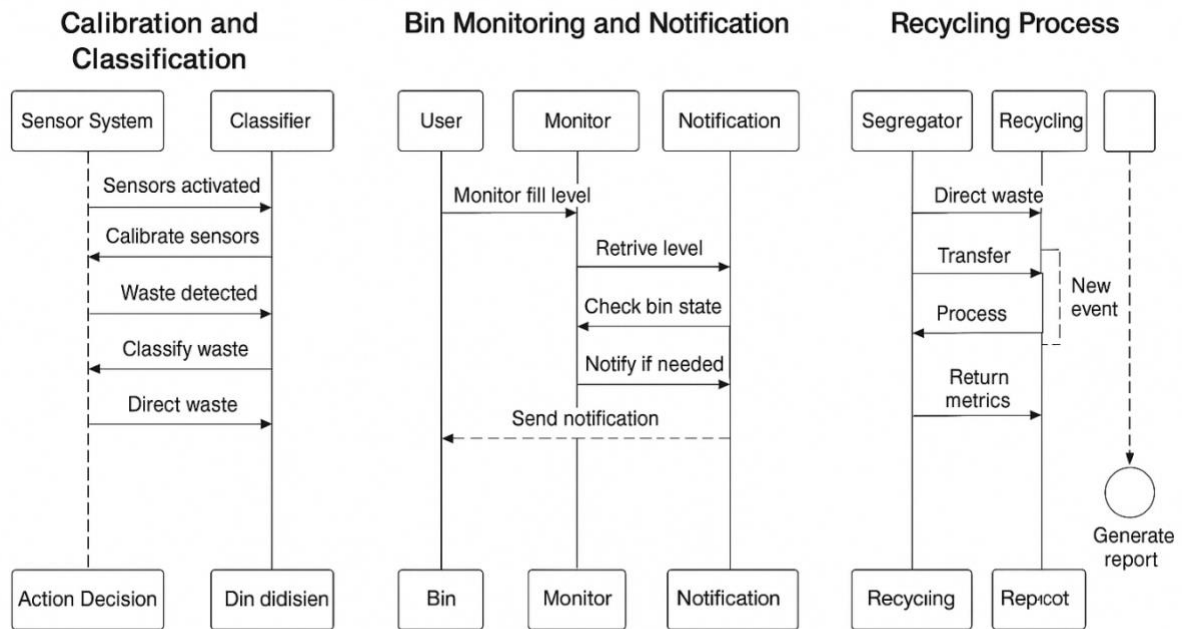 Calibration and
Classification
Sensor System
Classifier
Sensors activated
Calibrate sensors
Waste detected
Classify waste
Direct waste
Action Decision
Din didisien
Bin Monitoring and Notification
User
Monitor
Notification
Monitor fill level
Retrive level
Check bin state
Notify if needed
Send notification
Bin
Monitor
Notification
Recycling Process
Segregator
Recycling
Direct waste
Transfer
New
event
Process
Return
metrics
Generate
report
Recycling